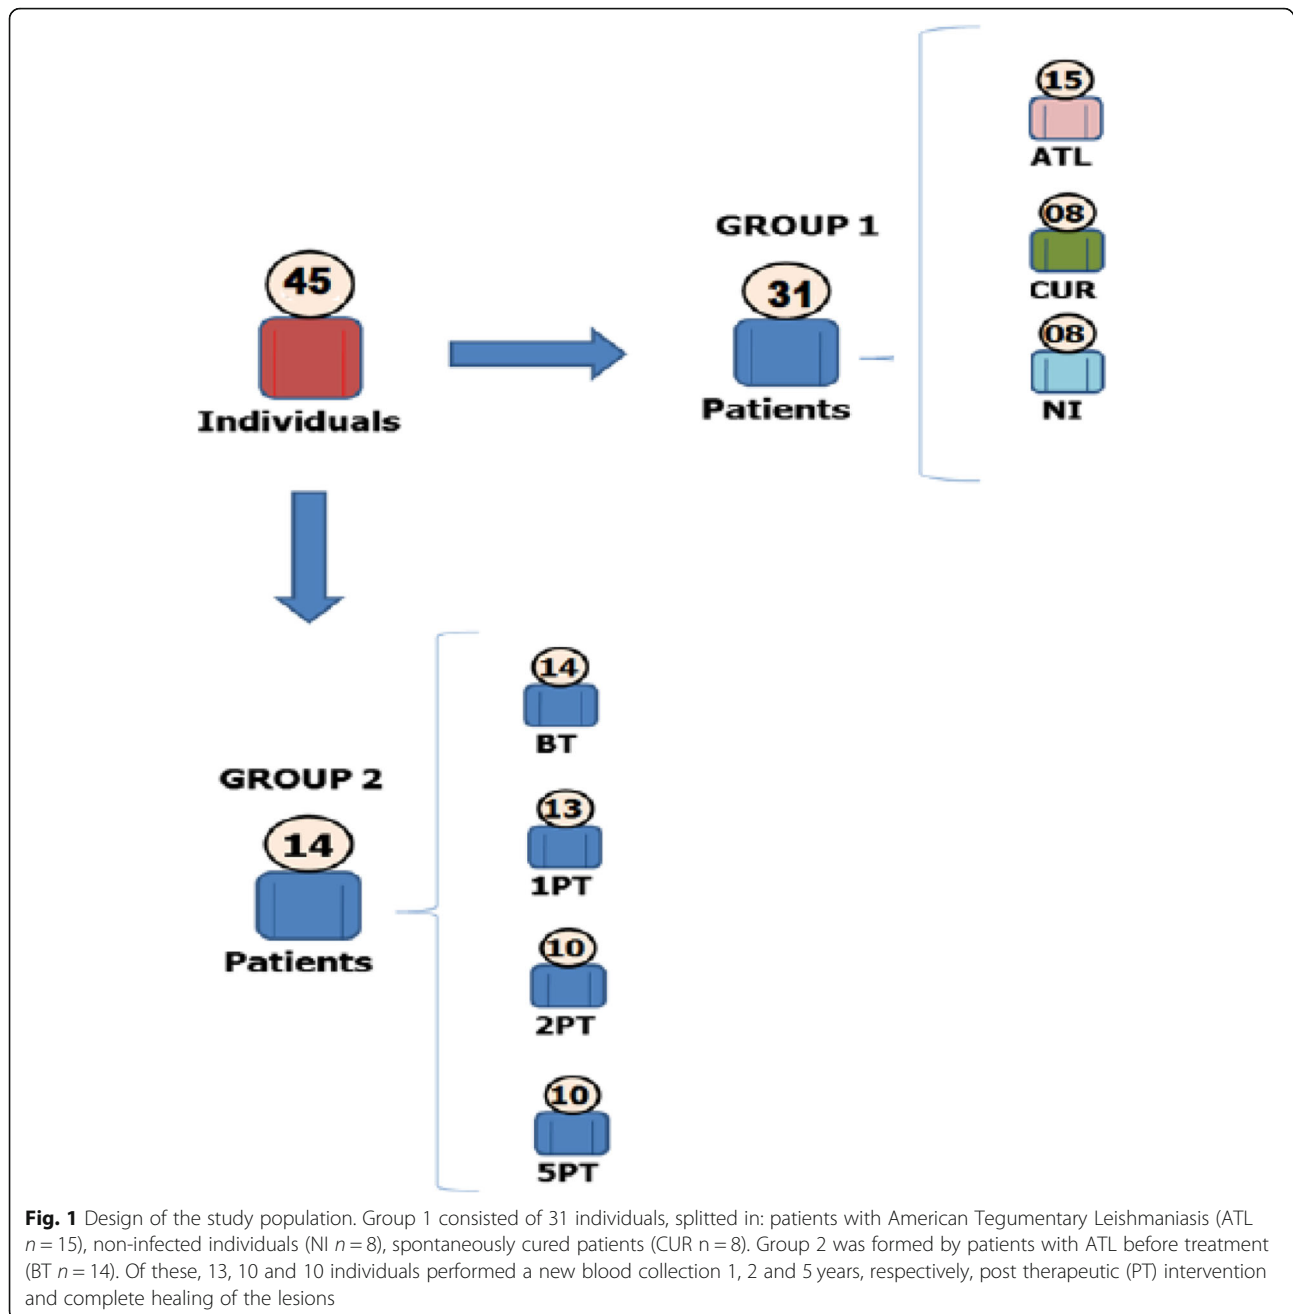 45
Individuals
GROUP 1
31
Patients
15
ATL
08
CUR
08
NI
GROUP 2
14
Patients
14
BT
13
1PT
10
2PT
10
5PT
Fig. 1 Design of the study population. Group 1 consisted of 31 individuals, splitted in: patients with American Tegumentary Leishmaniasis (ATL
n = 15), non-infected individuals (NI n = 8), spontaneously cured patients (CUR n = 8). Group 2 was formed by patients with ATL before treatment
(BT n = 14). Of these, 13, 10 and 10 individuals performed a new blood collection 1, 2 and 5 years, respectively, post therapeutic (PT) intervention
and complete healing of the lesions